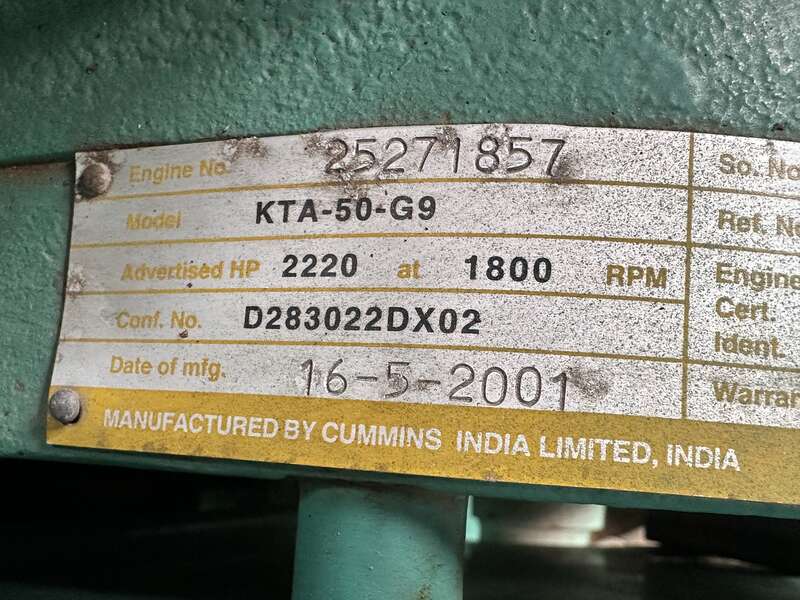 Engine No. 25271857 So. No.
Model KTA-50-G9 Ref. No
Advertised HP 2220 at 1800 RPM Engine
Conf. No. D283022DX02 Cert.
Ident.
Date of mfg. 16-5-2001 Warran
MANUFACTURED BY CUMMINS INDIA LIMITED, INDIA